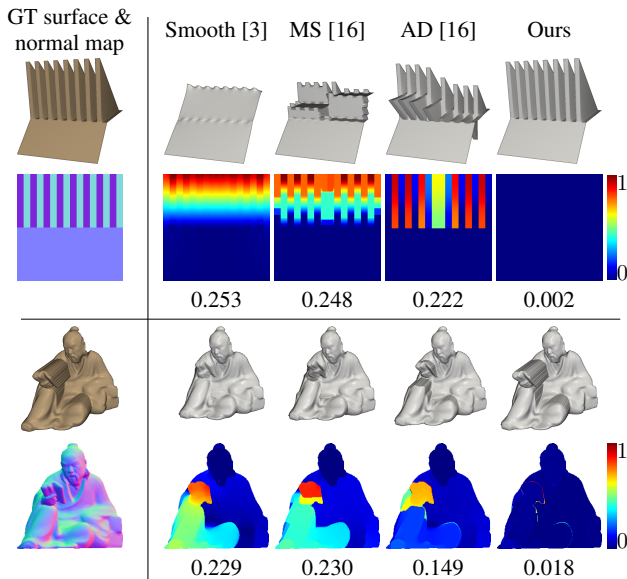 GT surface &
normal map
Smooth [3] MS [16] AD [16] Ours
1
0
0.253 0.248 0.222 0.002
1
0
0.229 0.230 0.149 0.018